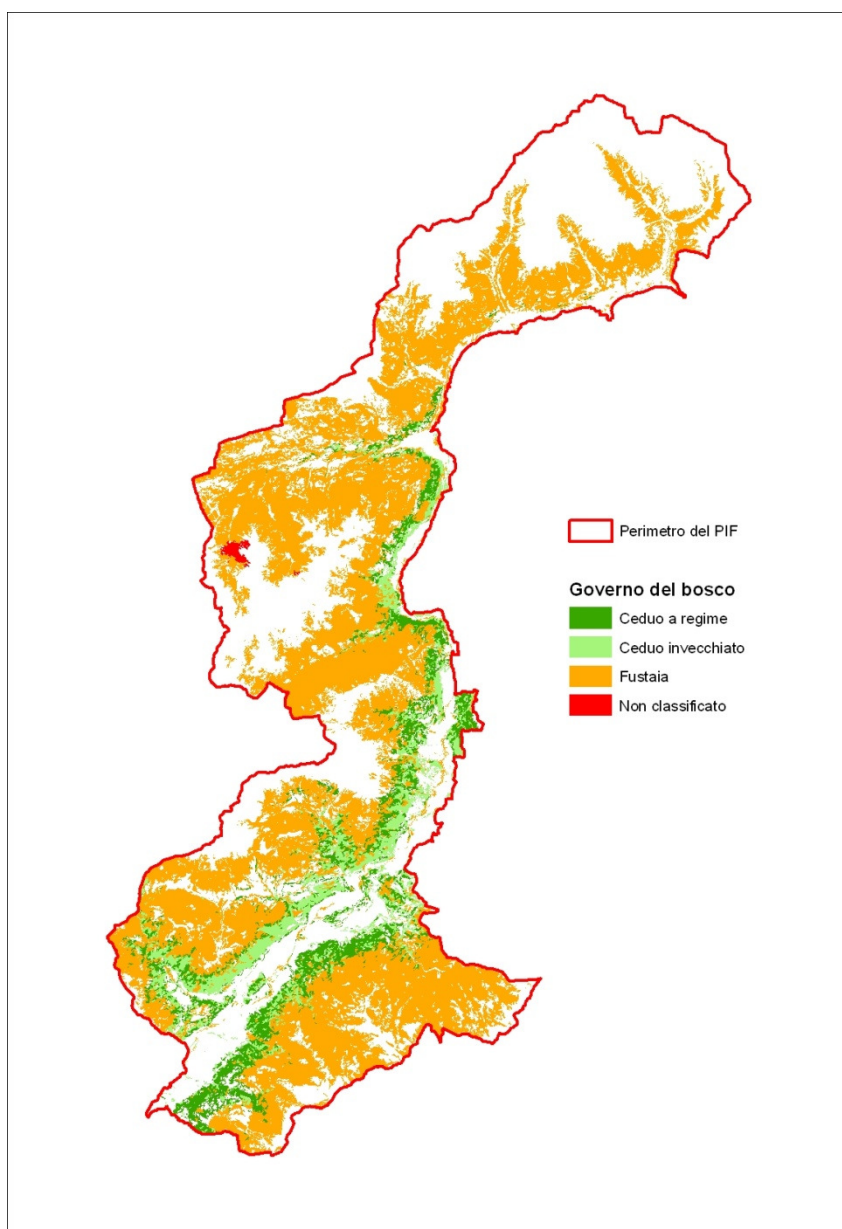 Perimetro del PIF
Governo del bosco
Ceduo a regime
Ceduo invecchiato
Fustaia
Non classificato